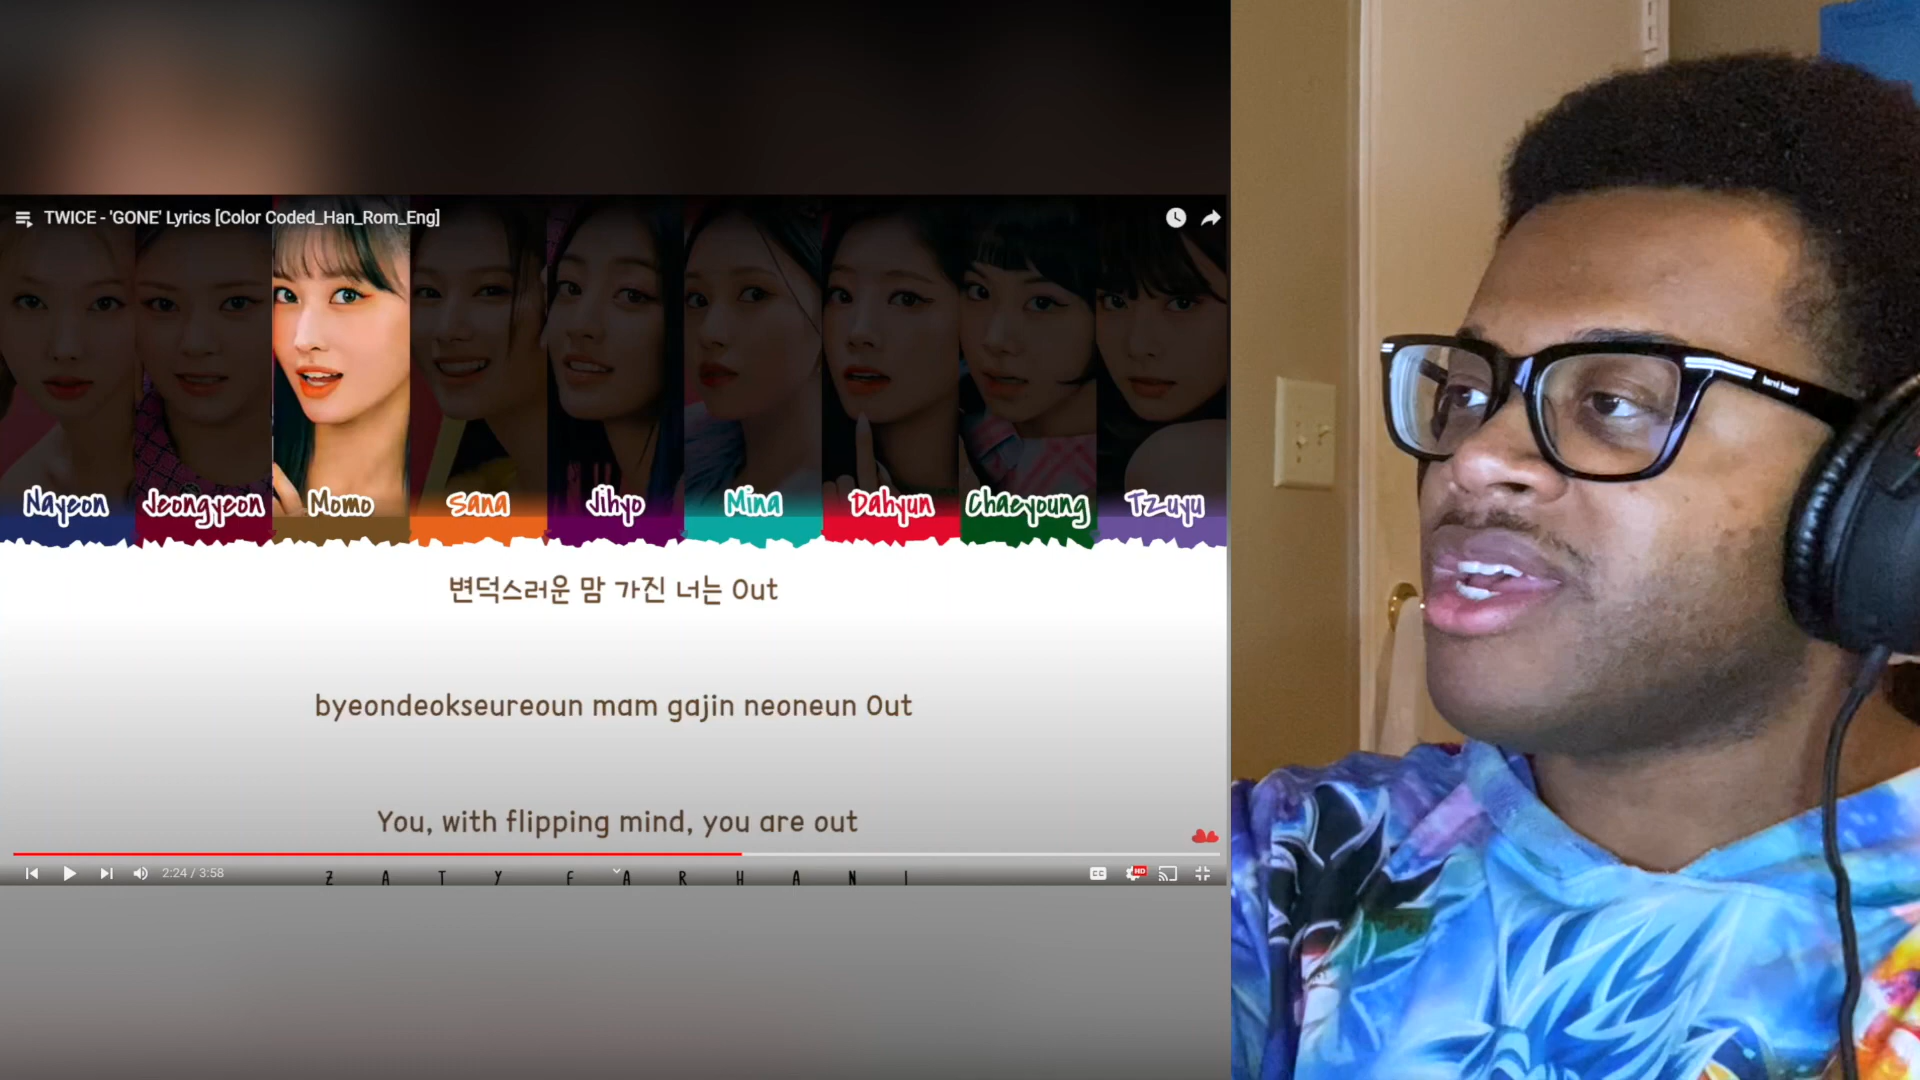 TWICE - 'GONE' Lyrics [Color Coded_Han_Rom_Eng]
Nayeon Jeongyeon Momo Sana Jihyo Mina Dahyun Chaeyoung Tzuyu
변덕스러운 맘 가진 너는 Out
byeondeokseureoun mam gajin neoneun Out
You, with flipping mind, you are out
2:24 / 3:58
CC HD
Z A T Y F A R H A N I